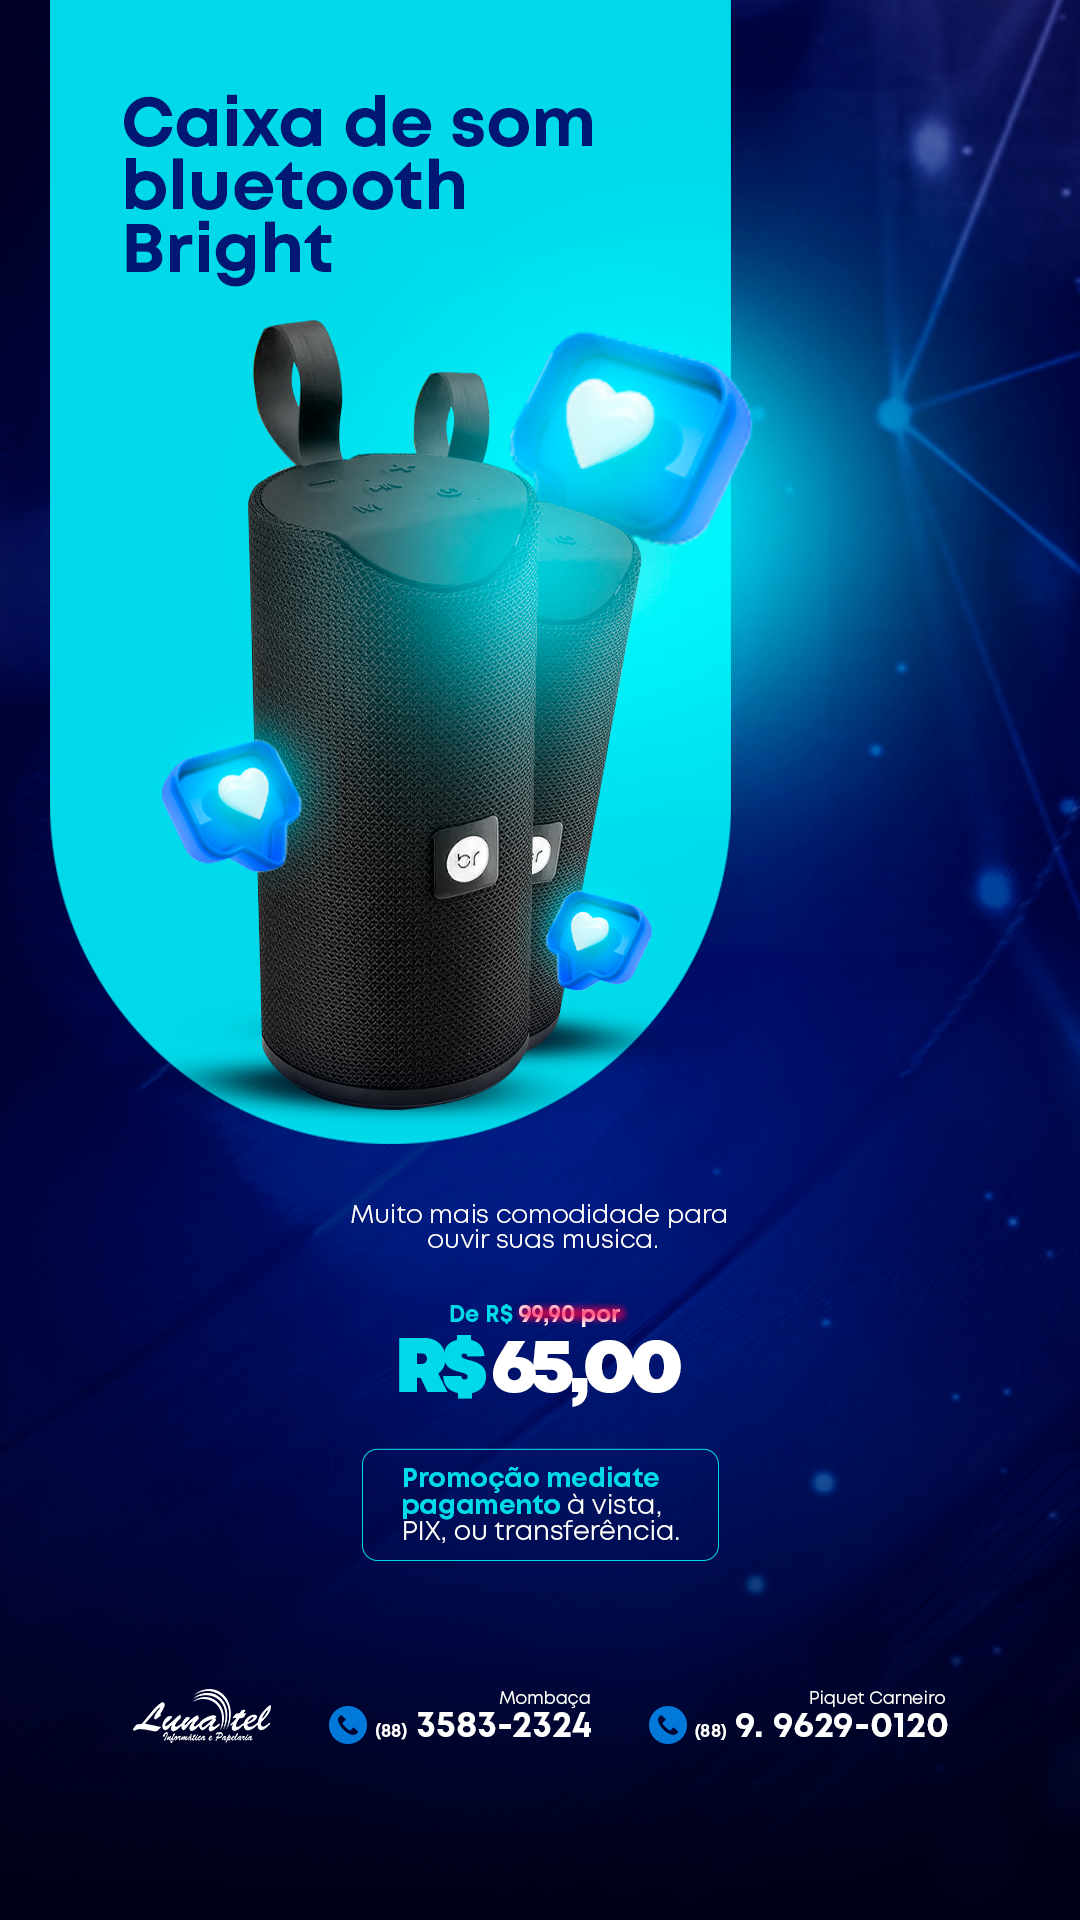 Caixa de som
bluetooth
Bright
br
br
Muito mais comodidade para
ouvir suas musica.
De R$ 99,90 por
R$ 65,00
Promoção mediate
pagamento à vista,
PIX, ou transferência.
Lunatel
Informática e Papelaria
Mombaça
(88) 3583-2324
Piquet Carneiro
(88) 9. 9629-0120